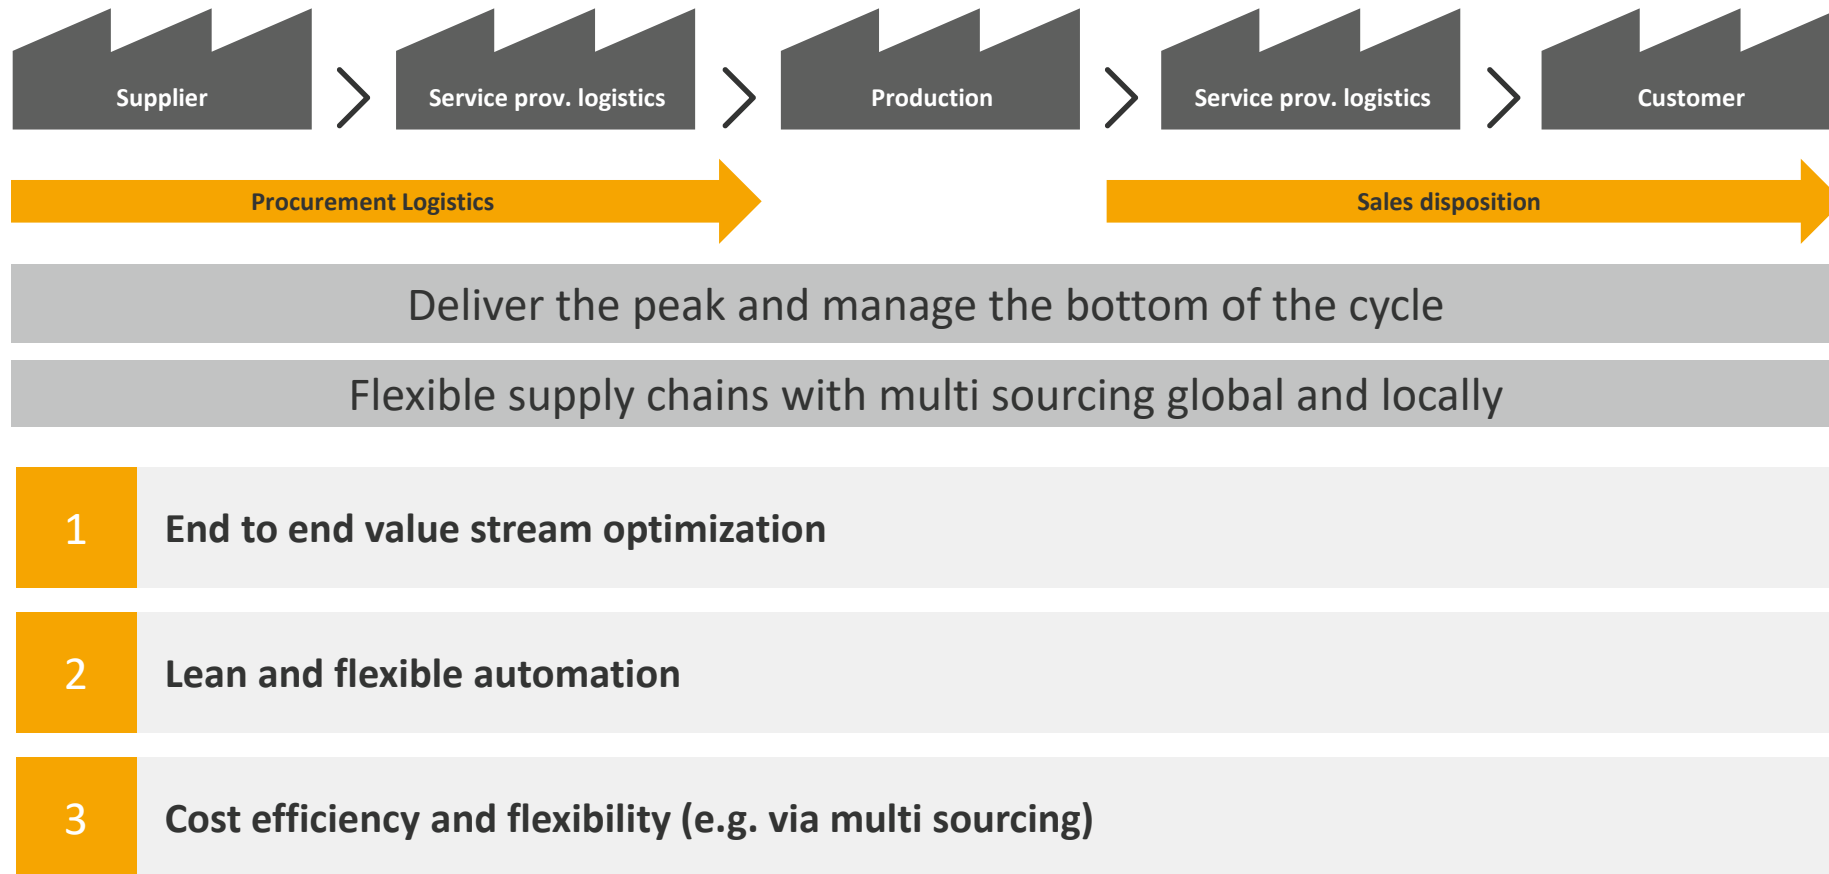 Supplier
Service prov. logistics
Production
Service prov. logistics
Customer
Procurement Logistics
Sales disposition
Deliver the peak and manage the bottom of the cycle
Flexible supply chains with multi sourcing global and locally
1
End to end value stream optimization
2
Lean and flexible automation
3
Cost efficiency and flexibility (e.g. via multi sourcing)